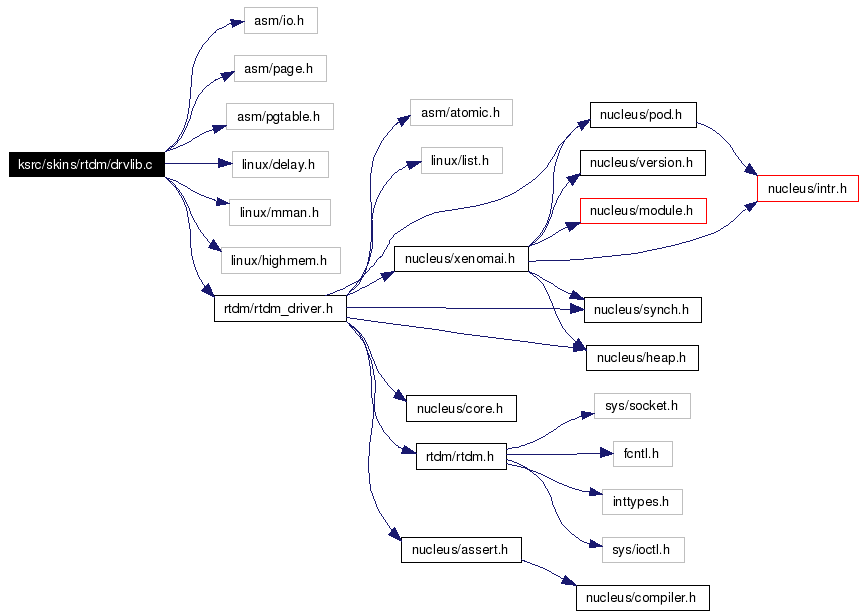 asm/io.h
asm/page.h
asm/pgtable.h
ksrc/skins/rtdm/drvlib.c
linux/delay.h
linux/mman.h
linux/highmem.h
rtdm/rtdm_driver.h
asm/atomic.h
linux/list.h
nucleus/xenomai.h
nucleus/core.h
rtdm/rtdm.h
nucleus/assert.h
nucleus/pod.h
nucleus/version.h
nucleus/module.h
nucleus/intr.h
nucleus/synch.h
nucleus/heap.h
sys/socket.h
fcntl.h
inttypes.h
sys/ioctl.h
nucleus/compiler.h